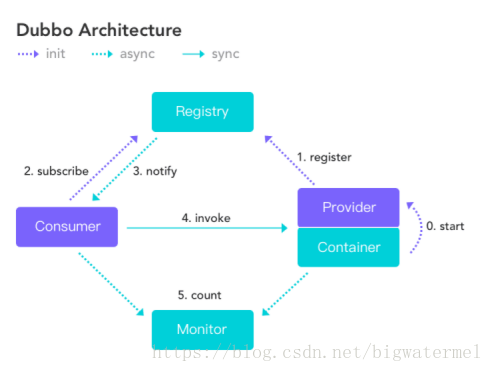 Dubbo Architecture
init async sync
Registry
1. register
2. subscribe 3. notify
Provider
4. invoke
Consumer
0. start
Container
5. count
Monitor
https://blog.csdn.net/bigwatermel